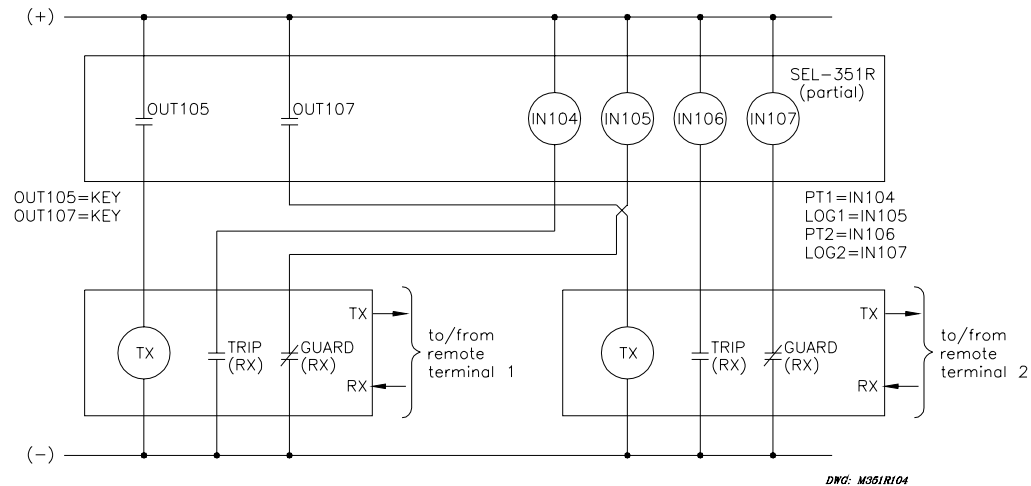 (+)
SEL-351R
(partial)
OUT105
OUT107
IN104
IN105
IN106
IN107
OUT105=KEY
OUT107=KEY
PT1=IN104
LOG1=IN105
PT2=IN106
LOG2=IN107
TX
TX
TRIP
(RX)
GUARD
(RX)
RX
to/from
remote
terminal 1
TX
TX
TRIP
(RX)
GUARD
(RX)
RX
to/from
remote
terminal 2
(-)
DWG: M351R104